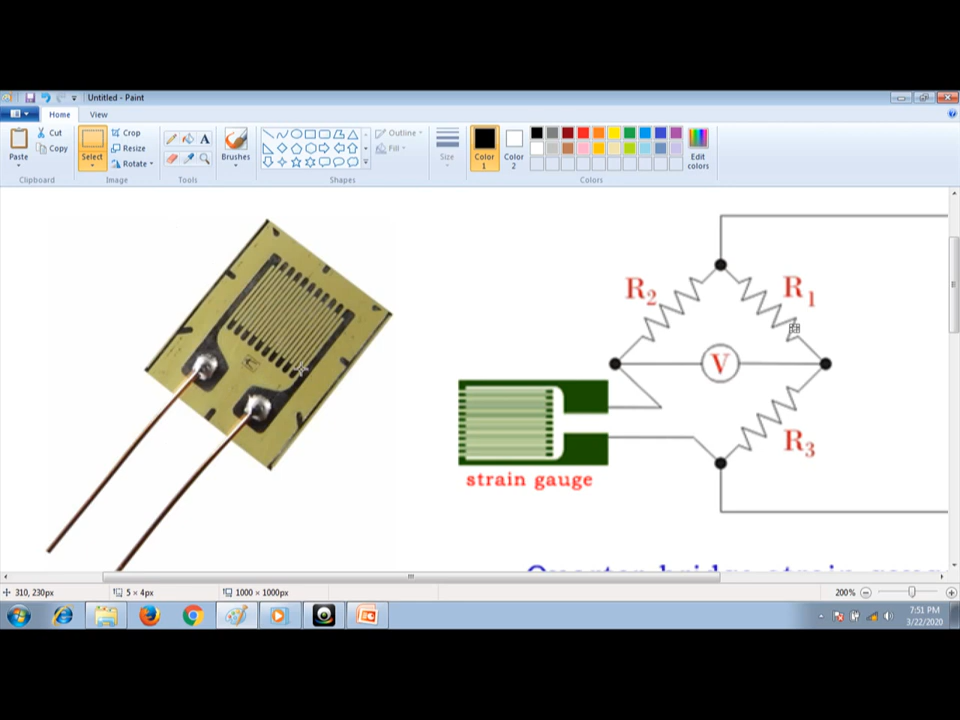 Untitled - Paint
Home
View
Paste
Cut
Copy
Clipboard
Select
Crop
Resize
Rotate
Image
A
Tools
Brushes
Outline
Fill
Shapes
Size
Color 1
Color 2
Edit colors
Colors
R2
R1
V
R3
strain gauge
310, 230px
5 × 4px
1000 × 1000px
200%
7:51 PM
3/22/2020